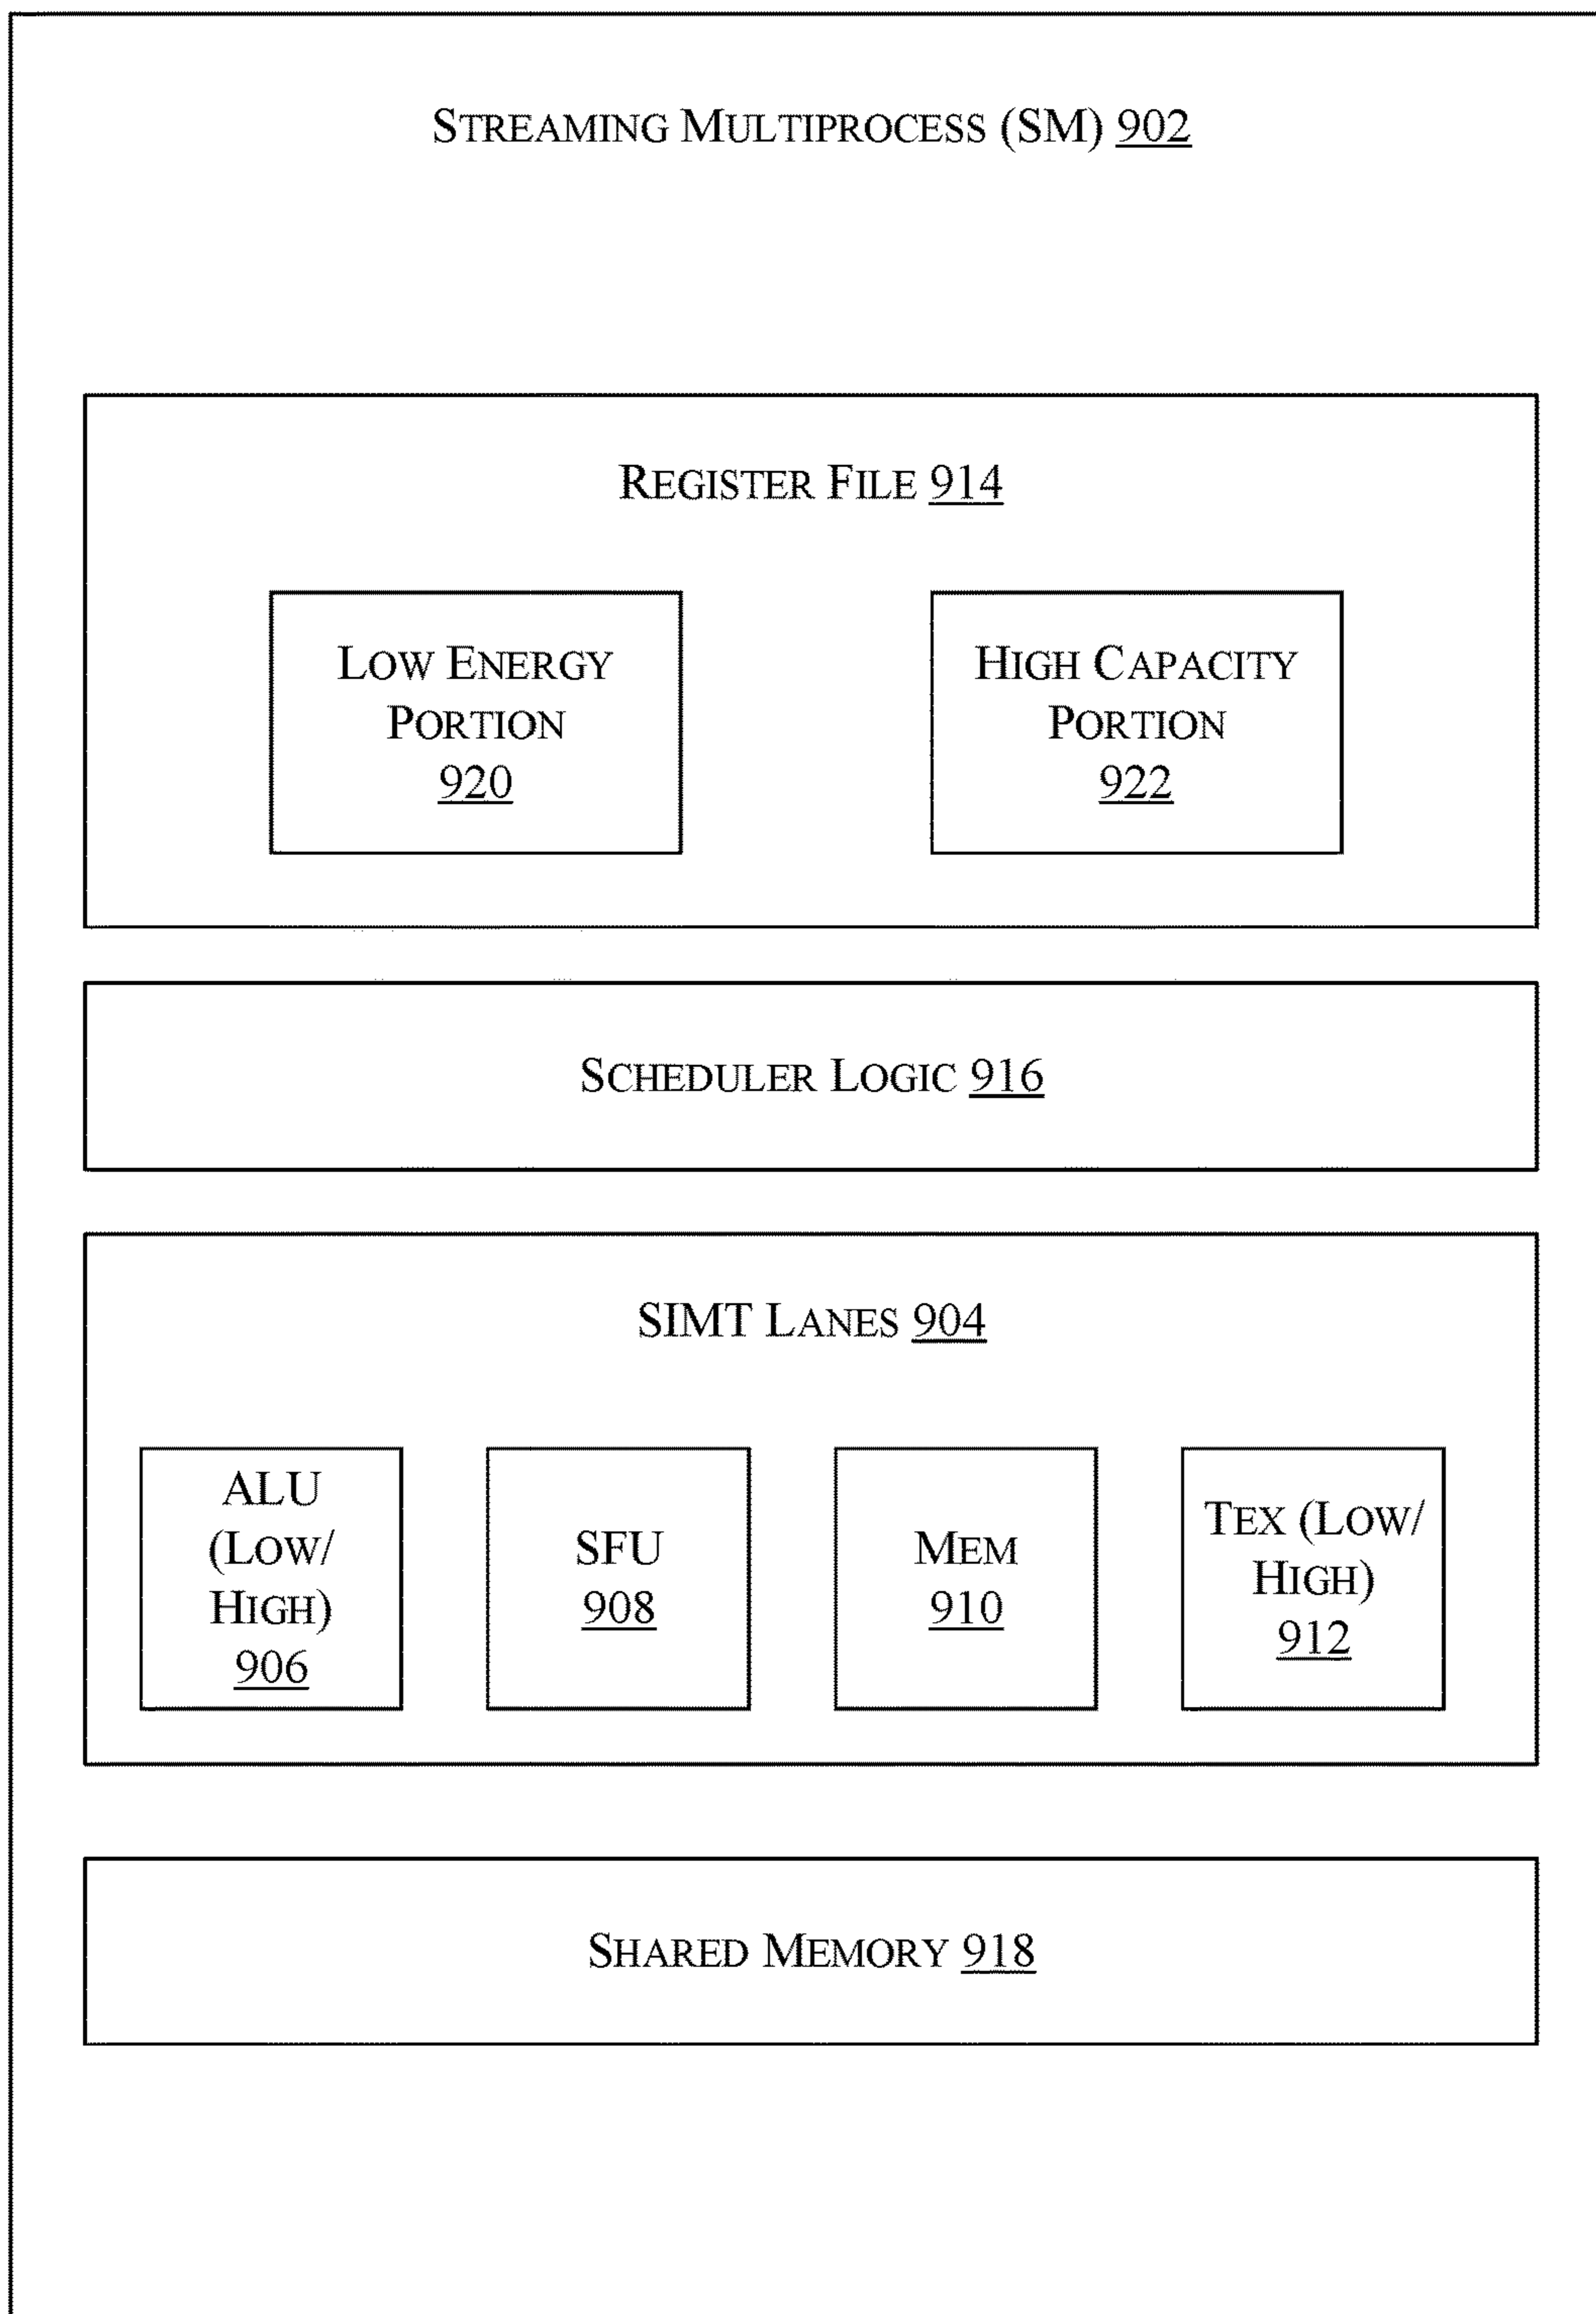 STREAMING MULTIPROCESS (SM) 902
REGISTER FILE 914
LOW ENERGY
PORTION
920
HIGH CAPACITY
PORTION
922
SCHEDULER LOGIC 916
SIMT LANES 904
ALU
(LOW/
HIGH)
906
SFU
908
MEM
910
TEX (LOW/
HIGH)
912
SHARED MEMORY 918